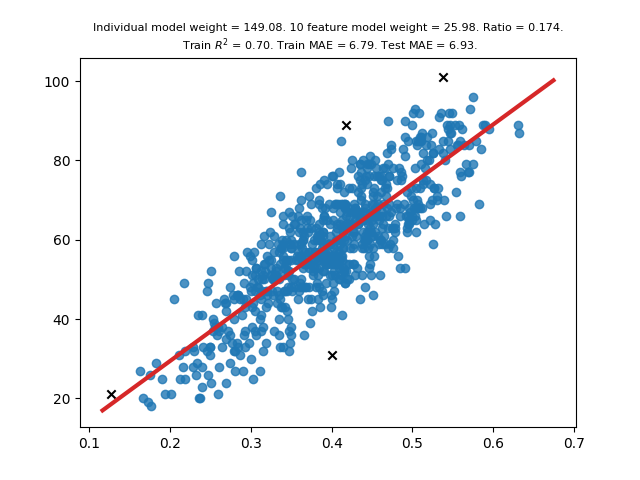 Individual model weight = 149.08. 10 feature model weight = 25.98. Ratio = 0.174.
Train R² = 0.70. Train MAE = 6.79. Test MAE = 6.93.
100
80
60
40
20
0.1 0.2 0.3 0.4 0.5 0.6 0.7